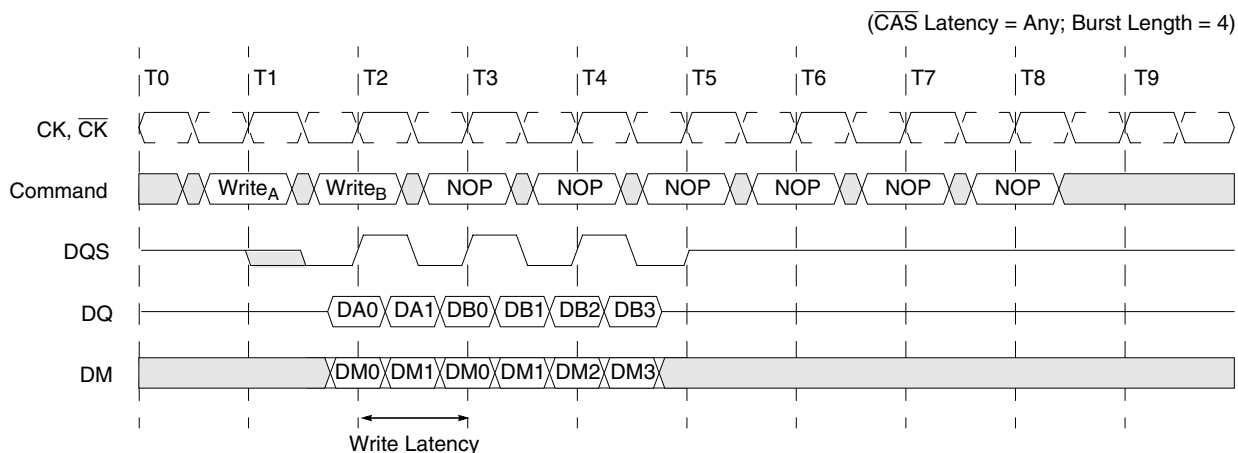 (CAS Latency = Any; Burst Length = 4)
T0 T1 T2 T3 T4 T5 T6 T7 T8 T9
CK, CK
Command WriteA WriteB NOP NOP NOP NOP NOP NOP
DQS
DQ DA0 DA1 DB0 DB1 DB2 DB3
DM DM0 DM1 DM0 DM1 DM2 DM3
Write Latency